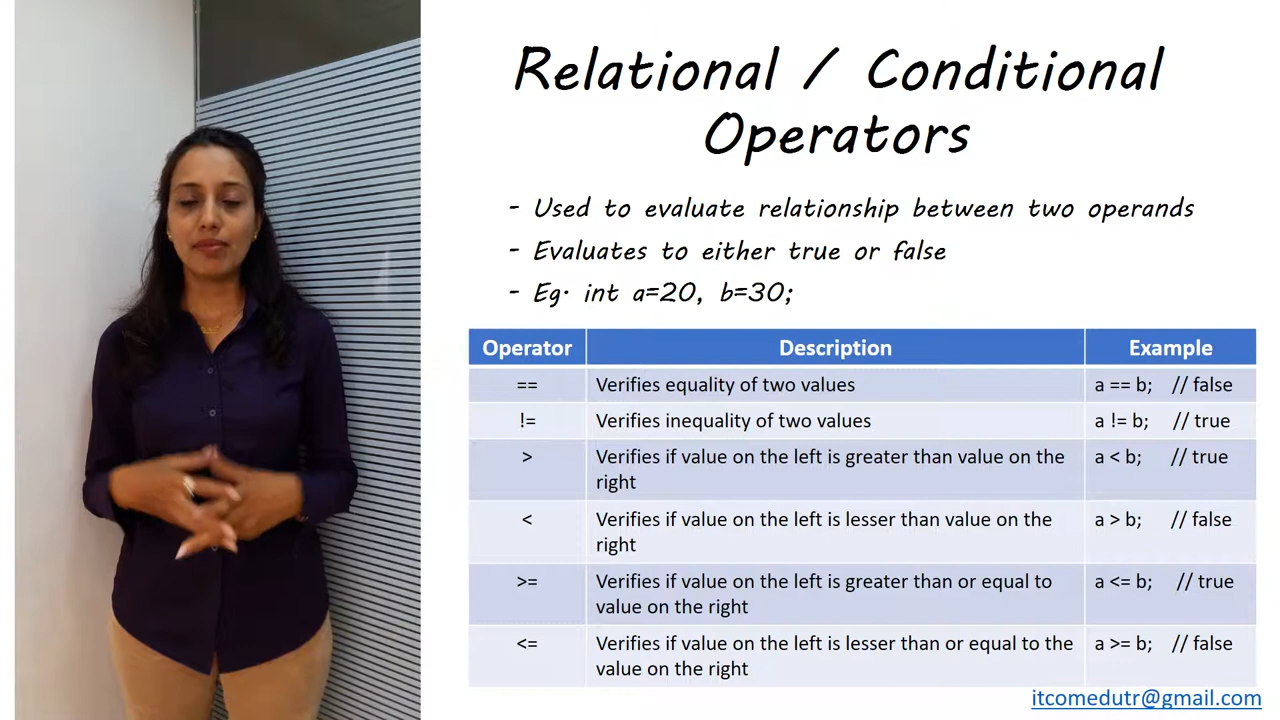 Relational / Conditional
Operators
- Used to evaluate relationship between two operands
- Evaluates to either true or false
- Eg. int a=20, b=30;
Operator Description Example
== Verifies equality of two values a == b; // false
!= Verifies inequality of two values a != b; // true
> Verifies if value on the left is greater than value on the a < b; // true
right
< Verifies if value on the left is lesser than value on the a > b; // false
right
>= Verifies if value on the left is greater than or equal to a <= b; // true
value on the right
<= Verifies if value on the left is lesser than or equal to the a >= b; // false
value on the right
itcomedutr@gmail.com